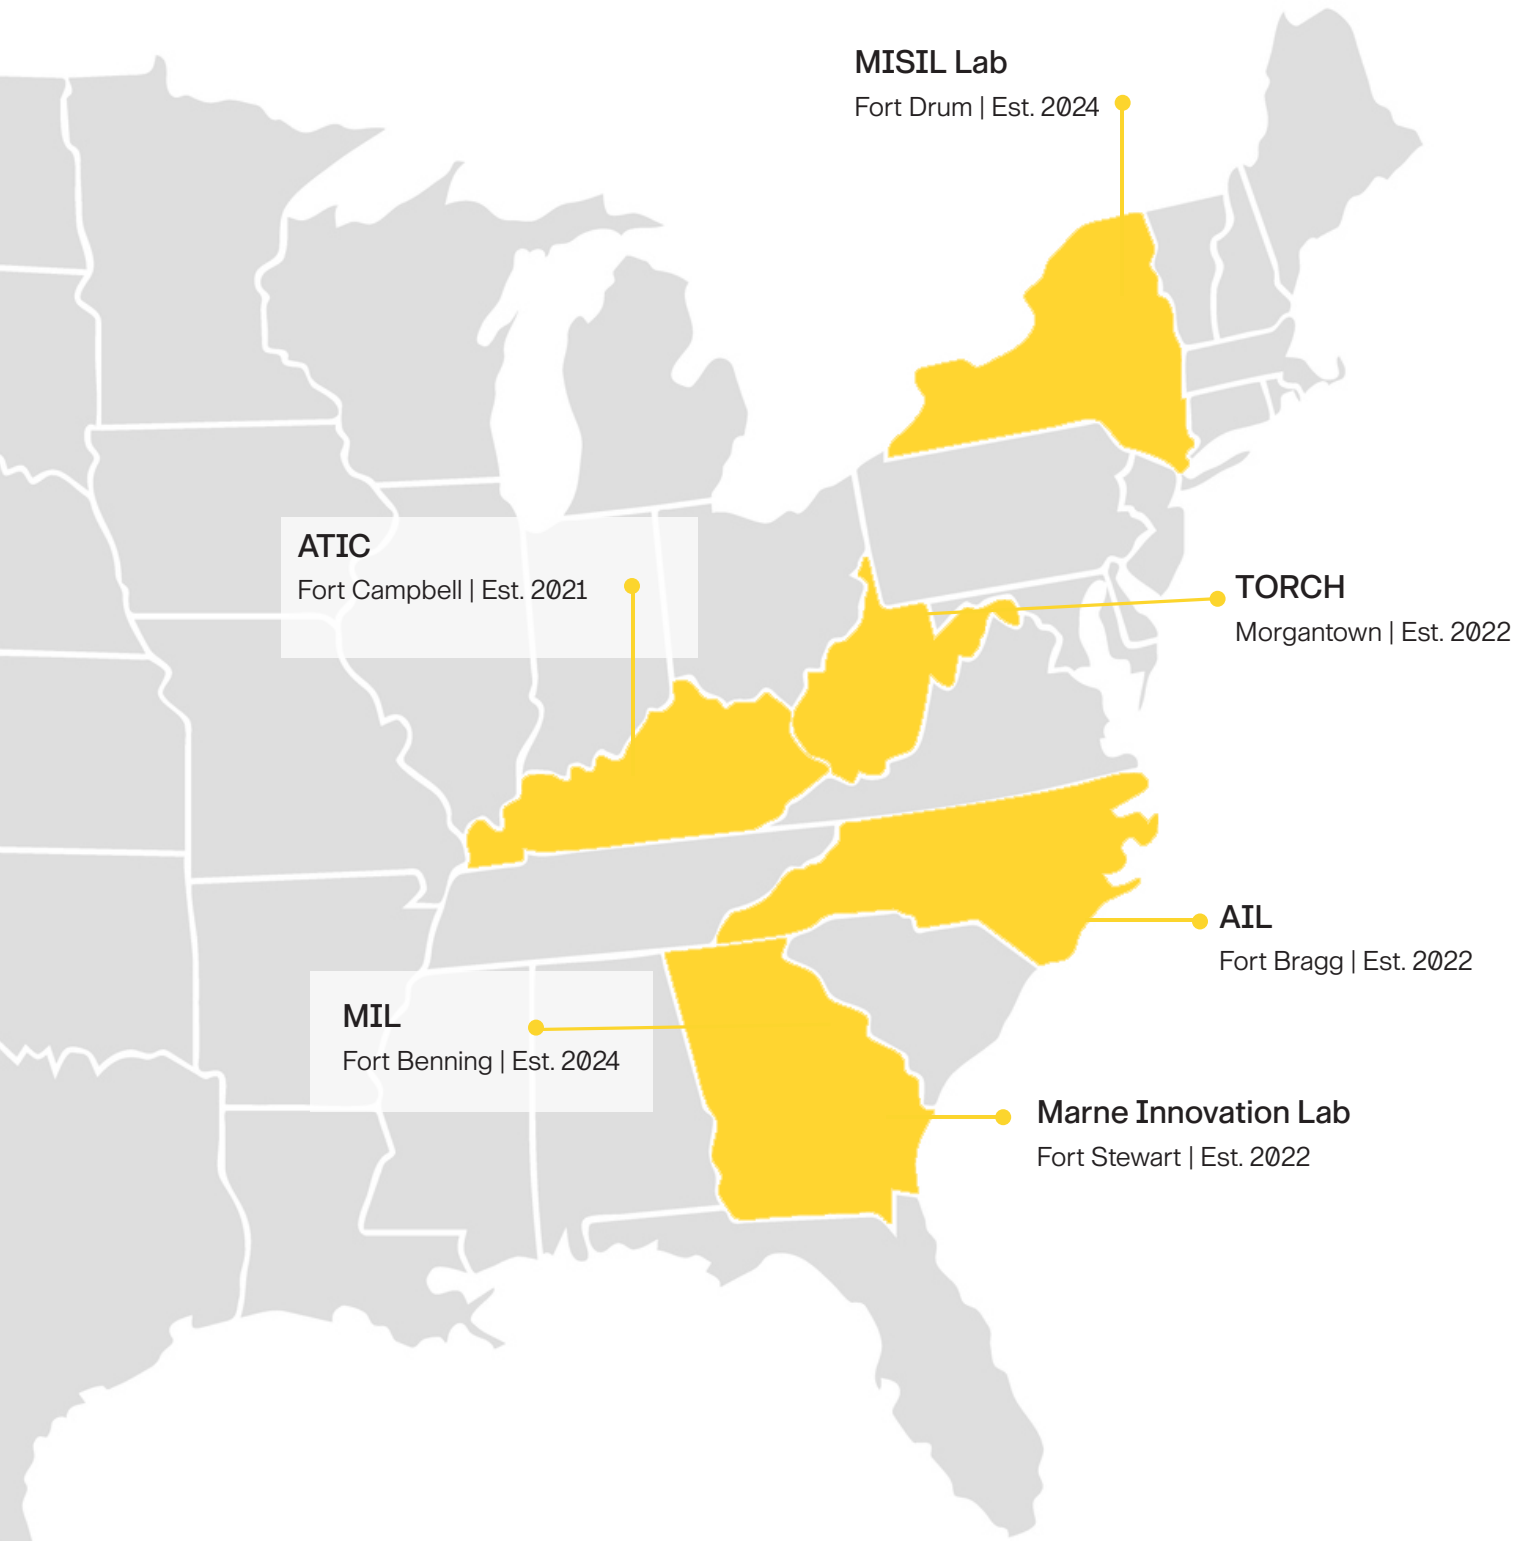 MISIL Lab
Fort Drum | Est. 2024
ATIC
Fort Campbell | Est. 2021
TORCH
Morgantown | Est. 2022
AIL
Fort Bragg | Est. 2022
MIL
Fort Benning | Est. 2024
Marne Innovation Lab
Fort Stewart | Est. 2022